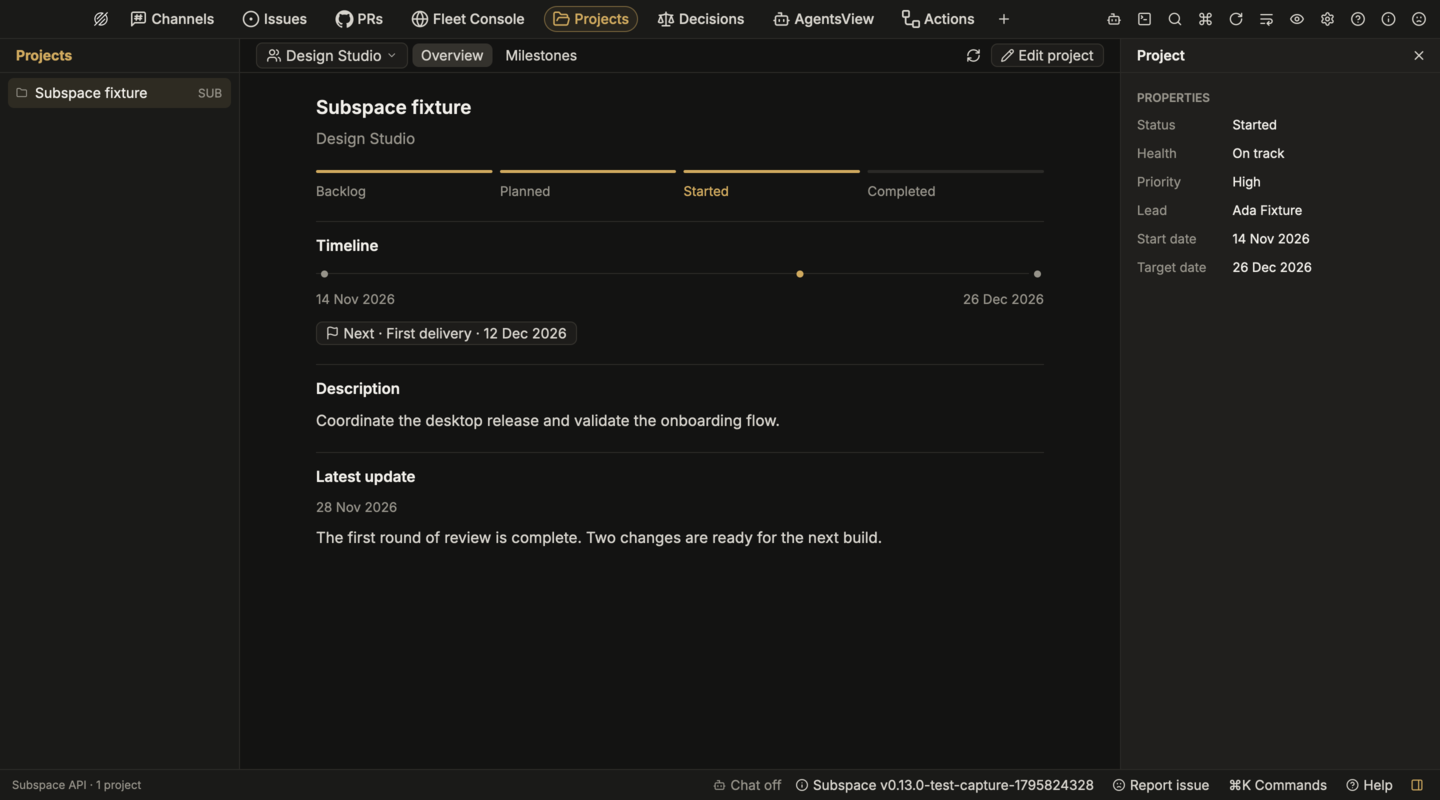 Channels Issues PRs Fleet Console Projects Decisions AgentsView Actions
Projects
Subspace fixture SUB
Design Studio Overview Milestones Edit project
Subspace fixture
Design Studio
Backlog Planned Started Completed
Timeline
14 Nov 2026 26 Dec 2026
Next · First delivery · 12 Dec 2026
Description
Coordinate the desktop release and validate the onboarding flow.
Latest update
28 Nov 2026
The first round of review is complete. Two changes are ready for the next build.
Project
PROPERTIES
Status Started
Health On track
Priority High
Lead Ada Fixture
Start date 14 Nov 2026
Target date 26 Dec 2026
Subspace API · 1 project Chat off Subspace v0.13.0-test-capture-1795824328 Report issue ⌘K Commands Help